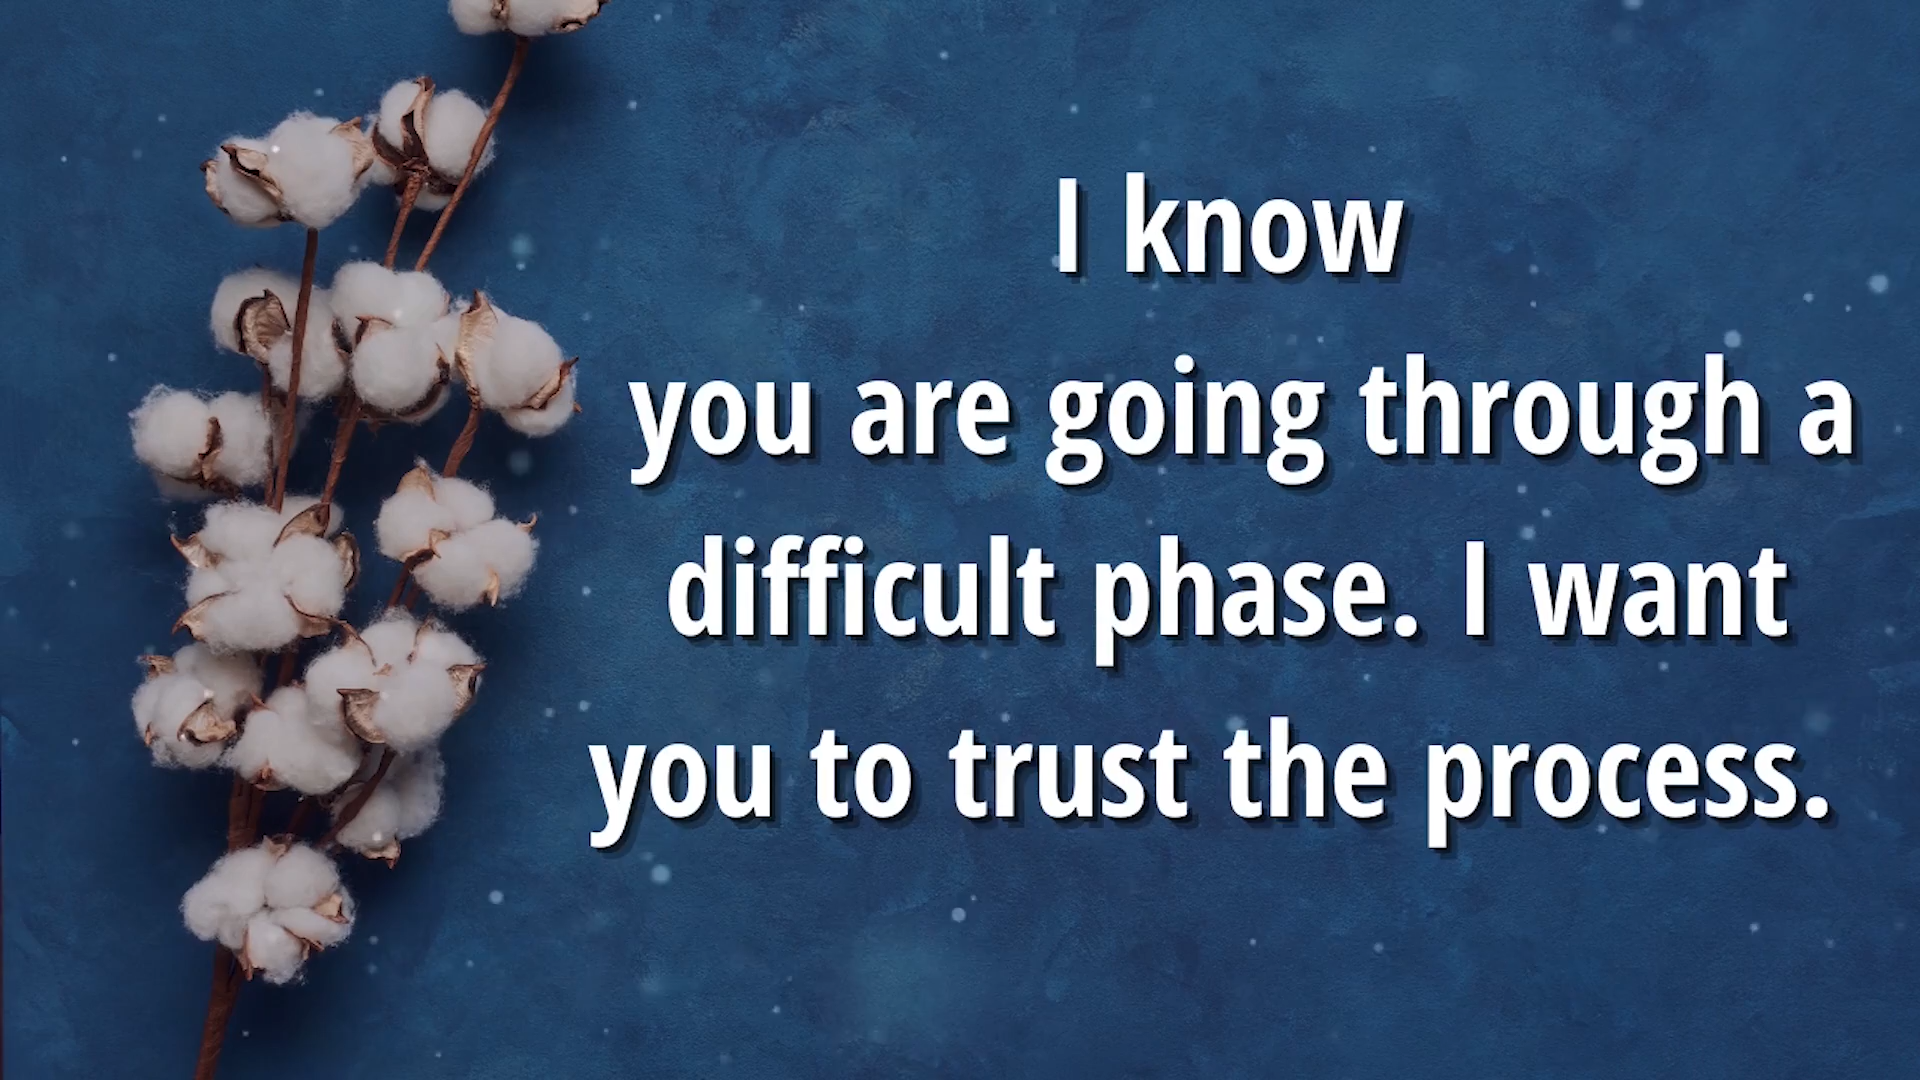 I know
you are going through a
difficult phase. I want
you to trust the process.